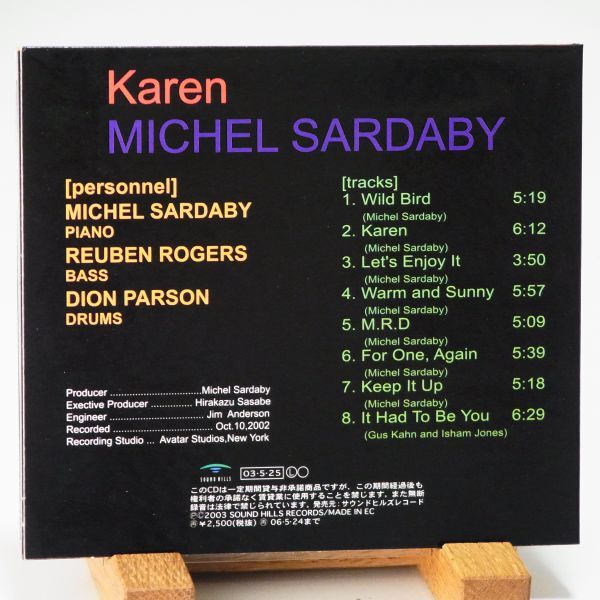 Karen
MICHEL SARDABY
[personnel]
MICHEL SARDABY
PIANO
REUBEN ROGERS
BASS
DION PARSON
DRUMS
[tracks]
1. Wild Bird 5:19
(Michel Sardaby)
2. Karen 6:12
(Michel Sardaby)
3. Let's Enjoy It 3:50
(Michel Sardaby)
4. Warm and Sunny 5:57
(Michel Sardaby)
5. M.R.D 5:09
(Michel Sardaby)
6. For One, Again 5:39
(Michel Sardaby)
7. Keep It Up 5:18
(Michel Sardaby)
8. It Had To Be You 6:29
(Gus Kahn and Isham Jones)
Producer ........................Michel Sardaby
Exective Producer ........... Hirakazu Sasabe
Engineer ......................... Jim Anderson
Recorded ........................ Oct.10,2002
Recording Studio ... Avatar Studios,New York
SOUND HILLS
03·5·25 Ⓛ○
このCDは一定期間貸与非承諾商品ですが、この期間経過後も
権利者の承諾なく賃貸業に使用することを禁じます。また無断
録音は法律で禁じられています。発売元:サウンドヒルズレコード
Ⓟ©2003 SOUND HILLS RECORDS/MADE IN EC
¥2,500(税抜) 06·5·24まで